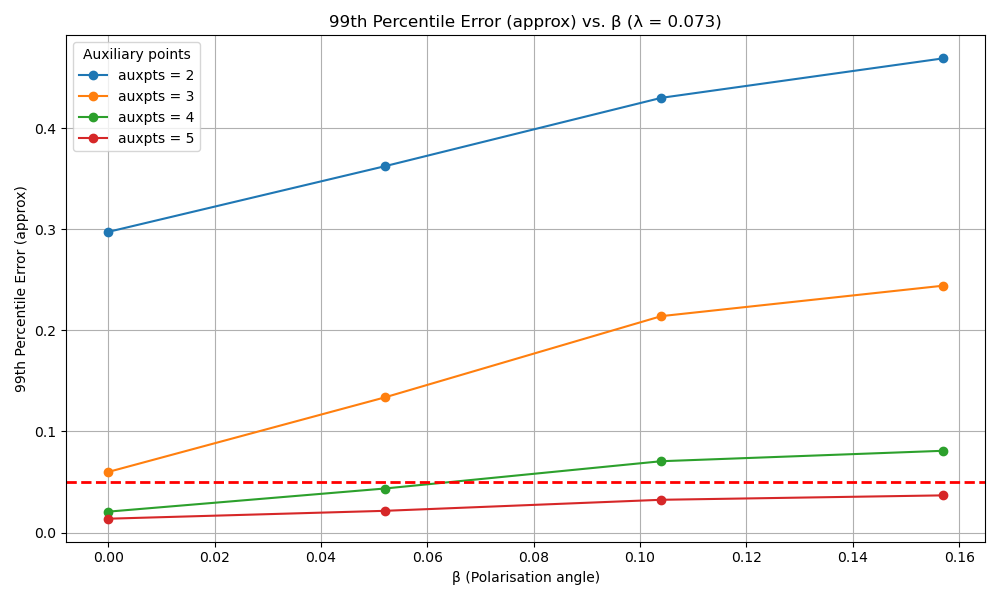 99th Percentile Error (approx) vs. β (λ = 0.073)
Auxiliary points
auxpts = 2
auxpts = 3
auxpts = 4
auxpts = 5
99th Percentile Error (approx)
0.4
0.3
0.2
0.1
0.0
0.00 0.02 0.04 0.06 0.08 0.10 0.12 0.14 0.16
β (Polarisation angle)